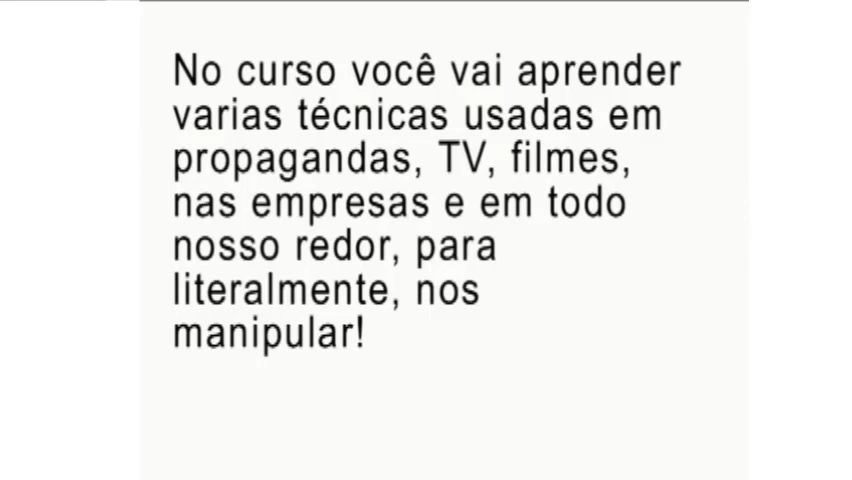 No curso você vai aprender
varias técnicas usadas em
propagandas, TV, filmes,
nas empresas e em todo
nosso redor, para
literalmente, nos
manipular!